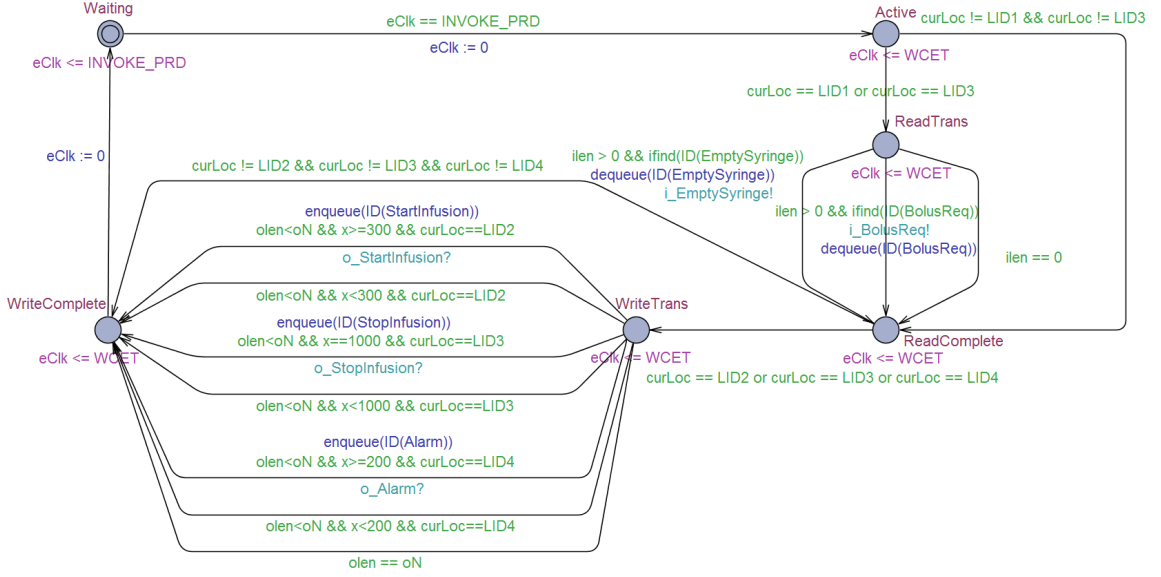 Waiting
eClk == INVOKE_PRD
eClk := 0
eClk <= INVOKE_PRD
Active
curLoc != LID1 && curLoc != LID3
eClk <= WCET
curLoc == LID1 or curLoc == LID3
ReadTrans
eClk <= WCET
eClk := 0
curLoc != LID2 && curLoc != LID3 && curLoc != LID4
ilen > 0 && ifind(ID(EmptySyringe))
dequeue(ID(EmptySyringe))
i_EmptySyringe!
ilen > 0 && ifind(ID(BolusReq))
i_BolusReq!
dequeue(ID(BolusReq))
ilen == 0
enqueue(ID(StartInfusion))
olen<oN && x>=300 && curLoc==LID2
o_StartInfusion?
olen<oN && x<300 && curLoc==LID2
WriteComplete
eClk <= WCET
WriteTrans
eClk <= WCET
ReadComplete
eClk <= WCET
curLoc == LID2 or curLoc == LID3 or curLoc == LID4
enqueue(ID(StopInfusion))
olen<oN && x==1000 && curLoc==LID3
o_StopInfusion?
olen<oN && x<1000 && curLoc==LID3
enqueue(ID(Alarm))
olen<oN && x>=200 && curLoc==LID4
o_Alarm?
olen<oN && x<200 && curLoc==LID4
olen == oN